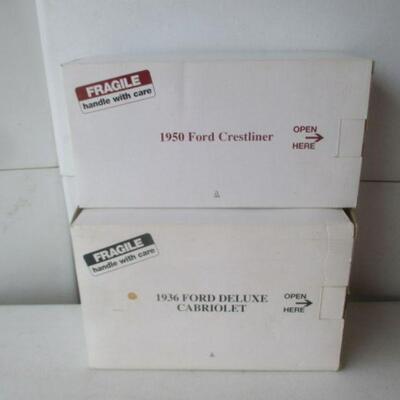 FRAGILE
handle with care
1950 Ford Crestliner
OPEN
HERE
FRAGILE
handle with care
1936 FORD DELUXE
CABRIOLET
OPEN
HERE